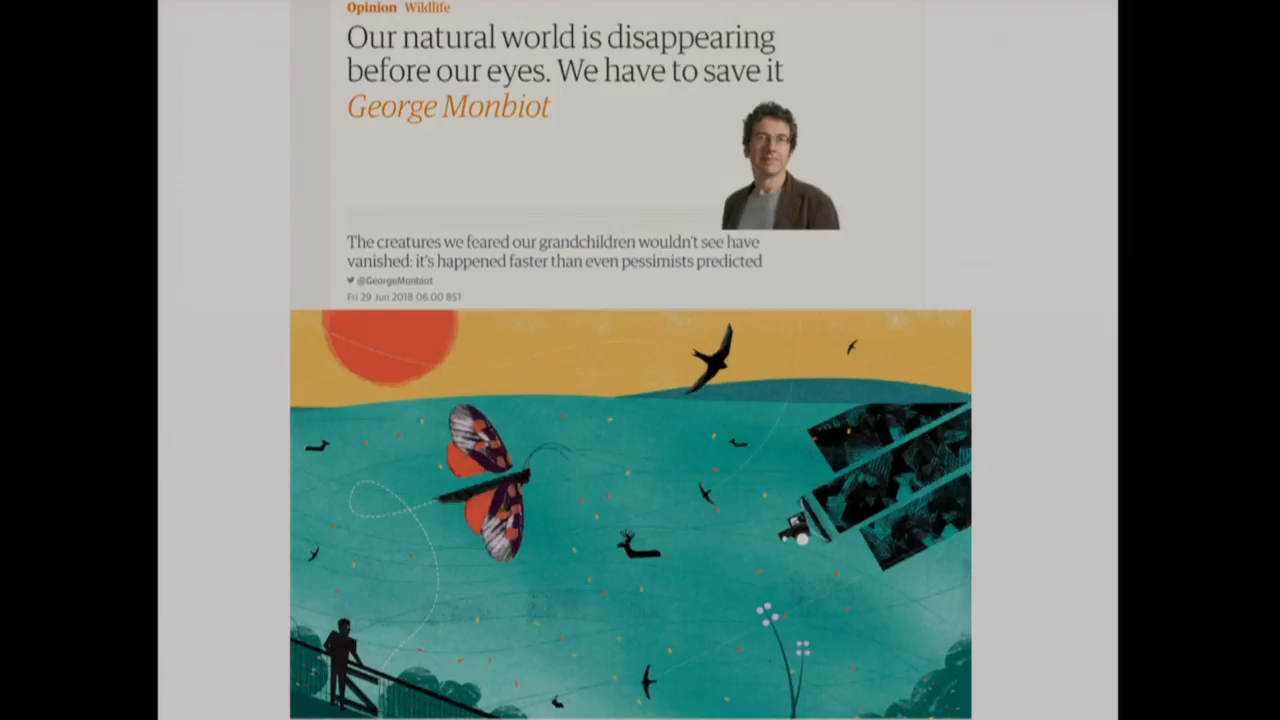 Opinion Wildlife
Our natural world is disappearing
before our eyes. We have to save it
George Monbiot
The creatures we feared our grandchildren wouldn't see have
vanished: it's happened faster than even pessimists predicted
@GeorgeMonbiot
Fri 29 Jun 2018 06.00 BST